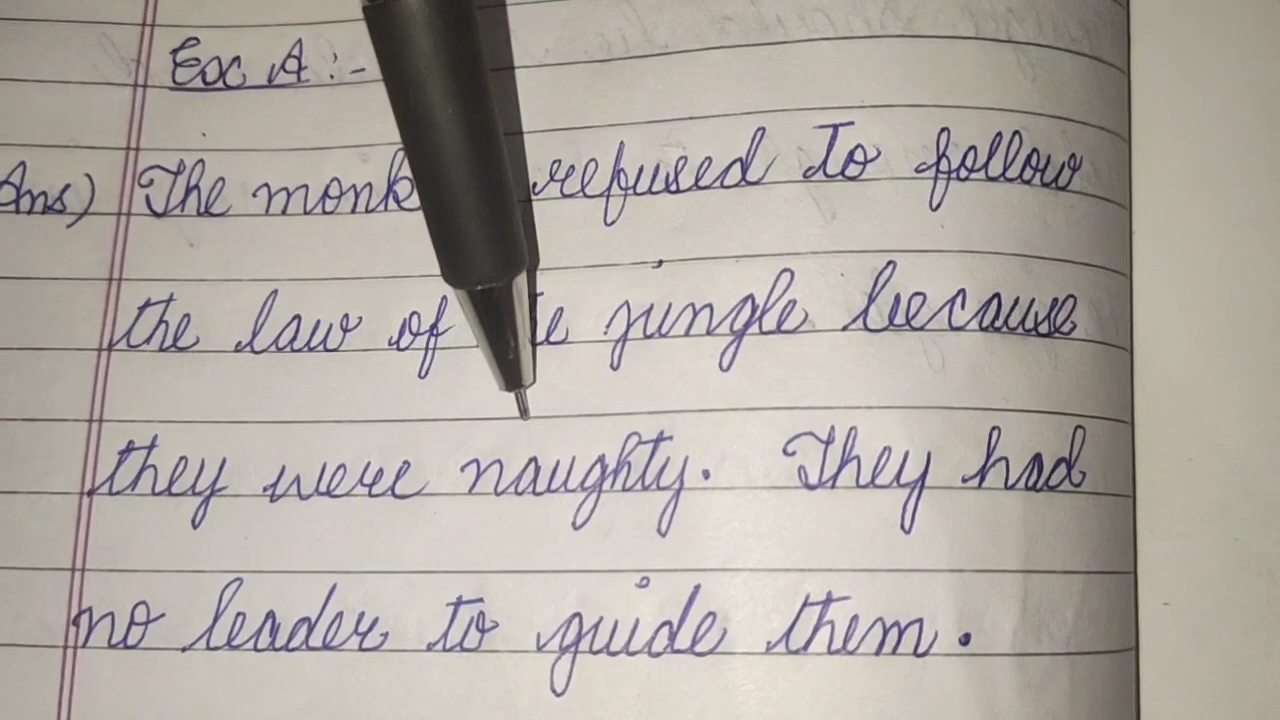 Exc A :-
Ans) The monk refused to follow
the law of jungle because
they were naughty. They had
no leader to guide them.